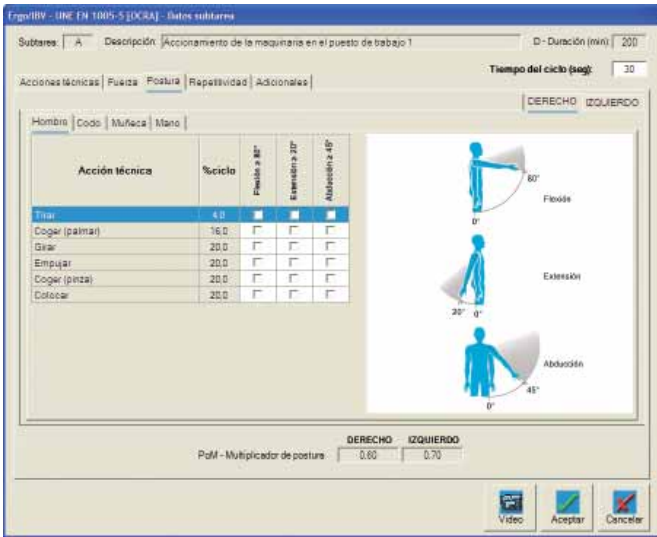 Ergo/IBV - UNE EN 1005-5 [OCRA] - Datos subtarea
Subtarea: A Descripción: Accionamiento de la maquinaria en el puesto de trabajo 1 D - Duración (min): 200
Tiempo del ciclo (seg): 30
Acciones técnicas Fuerza Postura Repetitividad Adicionales
DERECHO IZQUIERDO
Hombro Codo Muñeca Mano
Acción técnica %ciclo Flexión ≥ 80° Extensión ≥ 20° Abducción ≥ 45°
Tirar 4,0
Coger (palmar) 16,0
Girar 20,0
Empujar 20,0
Coger (pinza) 20,0
Colocar 20,0
80°
Flexión
0°
Extensión
20° 0°
Abducción
45°
0°
DERECHO IZQUIERDO
PoM - Multiplicador de postura 0.60 0.70
Vídeo Aceptar Cancelar